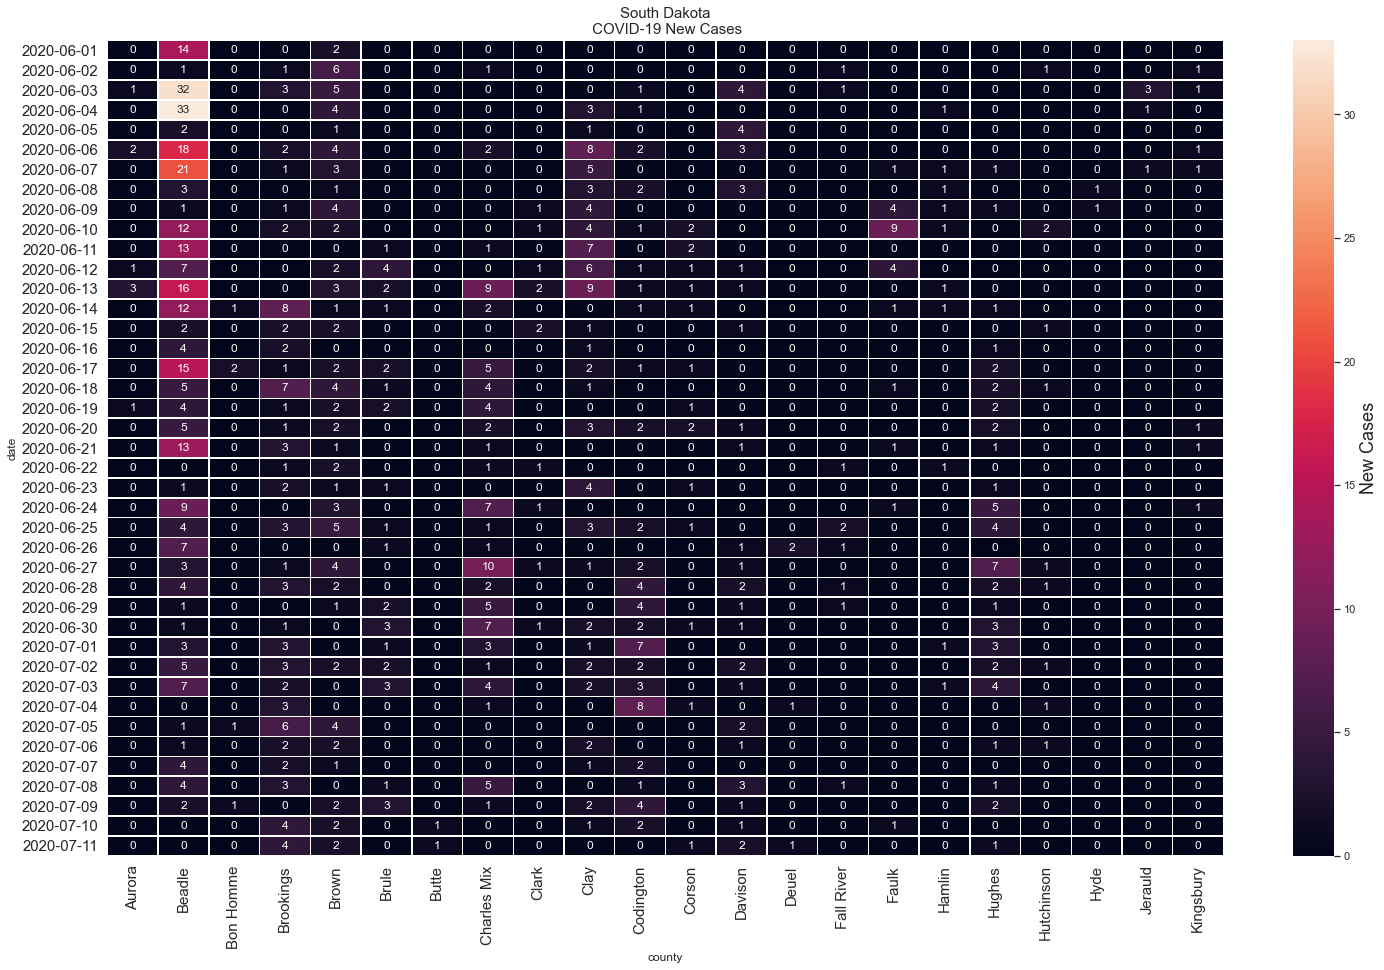 South Dakota
COVID-19 New Cases
2020-06-01 0 14 0 0 2 0 0 0 0 0 0 0 0 0 0 0 0 0 0 0 0 0
2020-06-02 0 1 0 1 6 0 0 1 0 0 0 0 0 0 1 0 0 0 1 0 0 1
2020-06-03 1 32 0 3 5 0 0 0 0 0 1 0 4 0 1 0 0 0 0 0 3 1
2020-06-04 0 33 0 0 4 0 0 0 0 3 1 0 0 0 0 0 1 0 0 0 1 0
2020-06-05 0 2 0 0 1 0 0 0 0 1 0 0 4 0 0 0 0 0 0 0 0 0
2020-06-06 2 18 0 2 4 0 0 2 0 8 2 0 3 0 0 0 0 0 0 0 0 1
2020-06-07 0 21 0 1 3 0 0 0 0 5 0 0 0 0 0 1 1 1 0 0 1 1
2020-06-08 0 3 0 0 1 0 0 0 0 3 2 0 3 0 0 0 1 0 0 1 0 0
2020-06-09 0 1 0 1 4 0 0 0 1 4 0 0 0 0 0 4 1 1 0 1 0 0
2020-06-10 0 12 0 2 2 0 0 0 1 4 1 2 0 0 0 9 1 0 2 0 0 0
2020-06-11 0 13 0 0 0 1 0 1 0 7 0 2 0 0 0 0 0 0 0 0 0 0
2020-06-12 1 7 0 0 2 4 0 0 1 6 1 1 1 0 0 4 0 0 0 0 0 0
2020-06-13 3 16 0 0 3 2 0 9 2 9 1 1 1 0 0 0 1 0 0 0 0 0
2020-06-14 0 12 1 8 1 1 0 2 0 0 1 1 0 0 0 1 1 1 0 0 0 0
2020-06-15 0 2 0 2 2 0 0 0 2 1 0 0 1 0 0 0 0 0 1 0 0 0
2020-06-16 0 4 0 2 0 0 0 0 0 1 0 0 0 0 0 0 0 1 0 0 0 0
2020-06-17 0 15 2 1 2 2 0 5 0 2 1 1 0 0 0 0 0 2 0 0 0 0
2020-06-18 0 5 0 7 4 1 0 4 0 1 0 0 0 0 0 1 0 2 1 0 0 0
2020-06-19 1 4 0 1 2 2 0 4 0 0 0 1 0 0 0 0 0 2 0 0 0 0
2020-06-20 0 5 0 1 2 0 0 2 0 3 2 2 1 0 0 0 0 2 0 0 0 1
2020-06-21 0 13 0 3 1 0 0 1 0 0 0 0 1 0 0 1 0 1 0 0 0 1
2020-06-22 0 0 0 1 2 0 0 1 1 0 0 0 0 0 1 0 1 0 0 0 0 0
2020-06-23 0 1 0 2 1 1 0 0 0 4 0 1 0 0 0 0 0 1 0 0 0 0
2020-06-24 0 9 0 0 3 0 0 7 1 0 0 0 0 0 0 1 0 5 0 0 0 1
2020-06-25 0 4 0 3 5 1 0 1 0 3 2 1 0 0 2 0 0 4 0 0 0 0
2020-06-26 0 7 0 0 0 1 0 1 0 0 0 0 1 2 1 0 0 0 0 0 0 0
2020-06-27 0 3 0 1 4 0 0 10 1 1 2 0 1 0 0 0 0 7 1 0 0 0
2020-06-28 0 4 0 3 2 0 0 2 0 0 4 0 2 0 1 0 0 2 1 0 0 0
2020-06-29 0 1 0 0 1 2 0 5 0 0 4 0 1 0 1 0 0 1 0 0 0 0
2020-06-30 0 1 0 1 0 3 0 7 1 2 2 1 1 0 0 0 0 3 0 0 0 0
2020-07-01 0 3 0 3 0 1 0 3 0 1 7 0 0 0 0 0 1 3 0 0 0 0
2020-07-02 0 5 0 3 2 2 0 1 0 2 2 0 2 0 0 0 0 2 1 0 0 0
2020-07-03 0 7 0 2 0 3 0 4 0 2 3 0 1 0 0 0 1 4 0 0 0 0
2020-07-04 0 0 0 3 0 0 0 1 0 0 8 1 0 1 0 0 0 0 1 0 0 0
2020-07-05 0 1 1 6 4 0 0 0 0 0 0 0 2 0 0 0 0 0 0 0 0 0
2020-07-06 0 1 0 2 2 0 0 0 0 2 0 0 1 0 0 0 0 1 1 0 0 0
2020-07-07 0 4 0 2 1 0 0 0 0 1 2 0 0 0 0 0 0 0 0 0 0 0
2020-07-08 0 4 0 3 0 1 0 5 0 0 1 0 3 0 1 0 0 1 0 0 0 0
2020-07-09 0 2 1 0 2 3 0 1 0 2 4 0 1 0 0 0 0 2 0 0 0 0
2020-07-10 0 0 0 4 2 0 1 0 0 1 2 0 1 0 0 1 0 0 0 0 0 0
2020-07-11 0 0 0 4 2 0 1 0 0 0 0 1 2 1 0 0 0 1 0 0 0 0
date
Aurora Beadle Bon Homme Brookings Brown Brule Butte Charles Mix Clark Clay Codington Corson Davison Deuel Fall River Faulk Hamlin Hughes Hutchinson Hyde Jerauld Kingsbury
county
30
25
20
15
10
5
0
New Cases